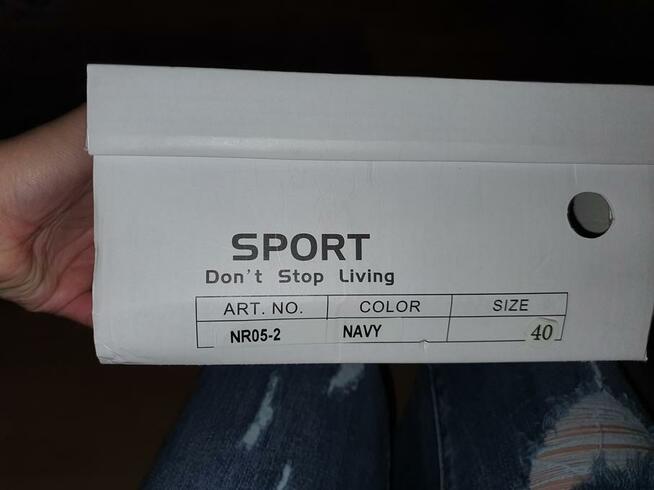 SPORT
Don't Stop Living
ART. NO. COLOR SIZE
NR05-2 NAVY 40